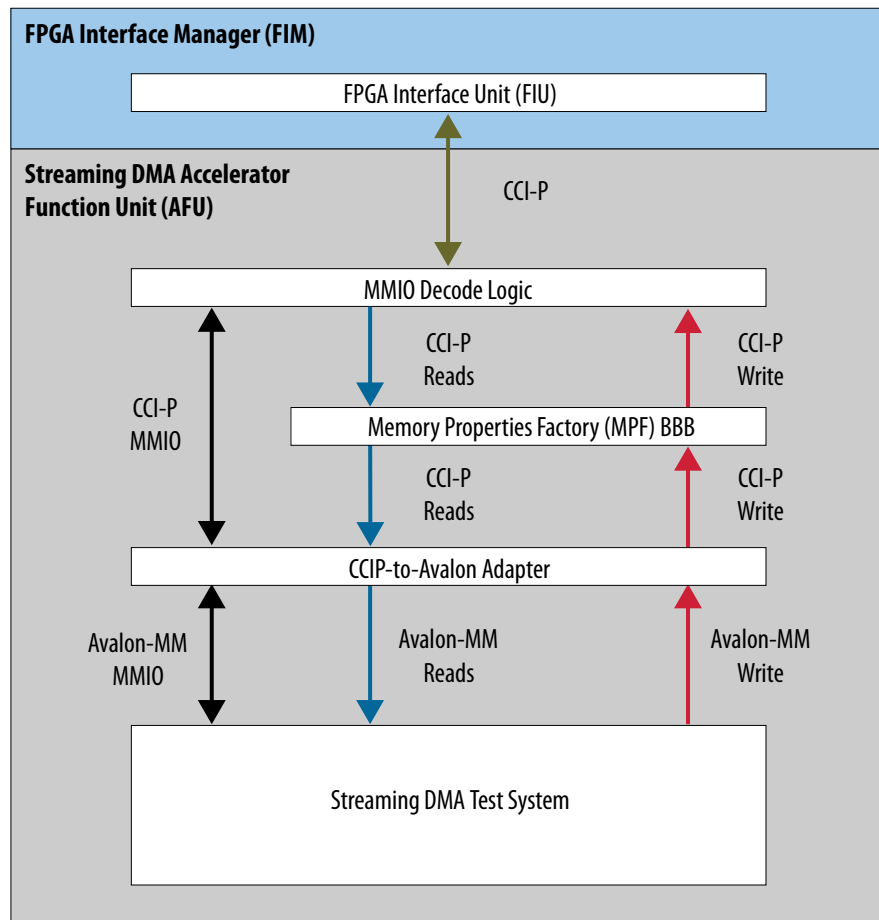 FPGA Interface Manager (FIM)
FPGA Interface Unit (FIU)
Streaming DMA Accelerator
Function Unit (AFU)
CCI-P
MMIO Decode Logic
CCI-P
Reads
CCI-P
Write
CCI-P
MMIO
Memory Properties Factory (MPF) BBB
CCI-P
Reads
CCI-P
Write
CCIP-to-Avalon Adapter
Avalon-MM
MMIO
Avalon-MM
Reads
Avalon-MM
Write
Streaming DMA Test System